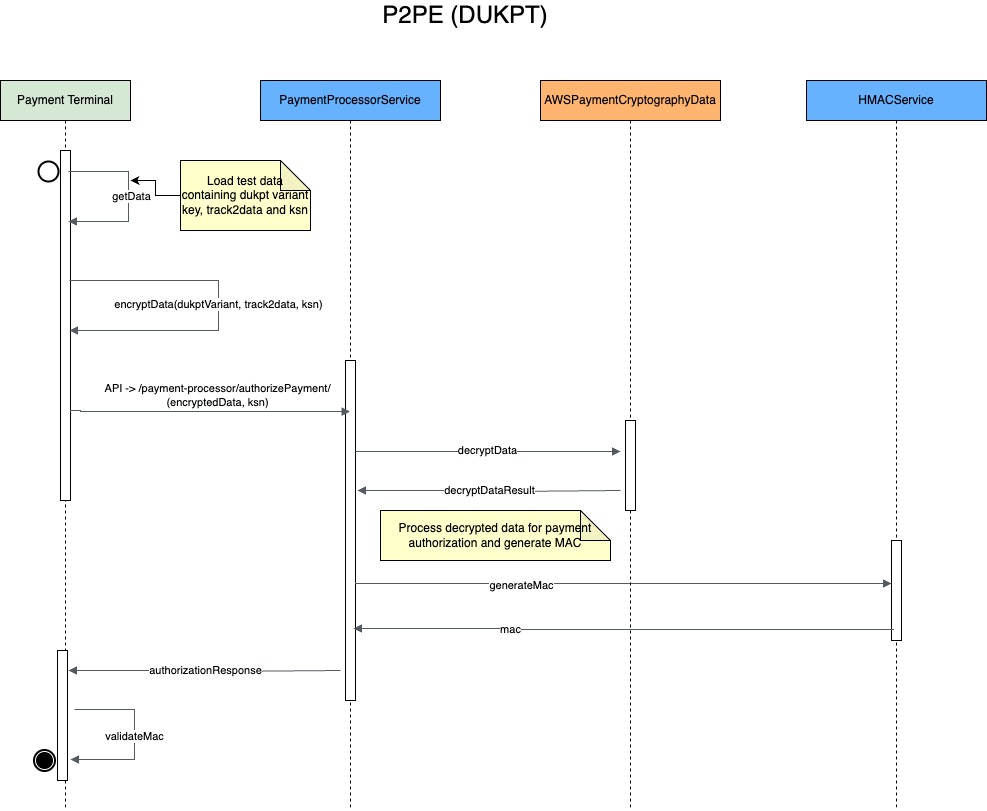 P2PE (DUKPT)
Payment Terminal
PaymentProcessorService
AWSPaymentCryptographyData
HMACService
Load test data
containing dukpt variant
key, track2data and ksn
getData
encryptData(dukptVariant, track2data, ksn)
API -> /payment-processor/authorizePayment/
(encryptedData, ksn)
decryptData
decryptDataResult
Process decrypted data for payment
authorization and generate MAC
generateMac
mac
authorizationResponse
validateMac